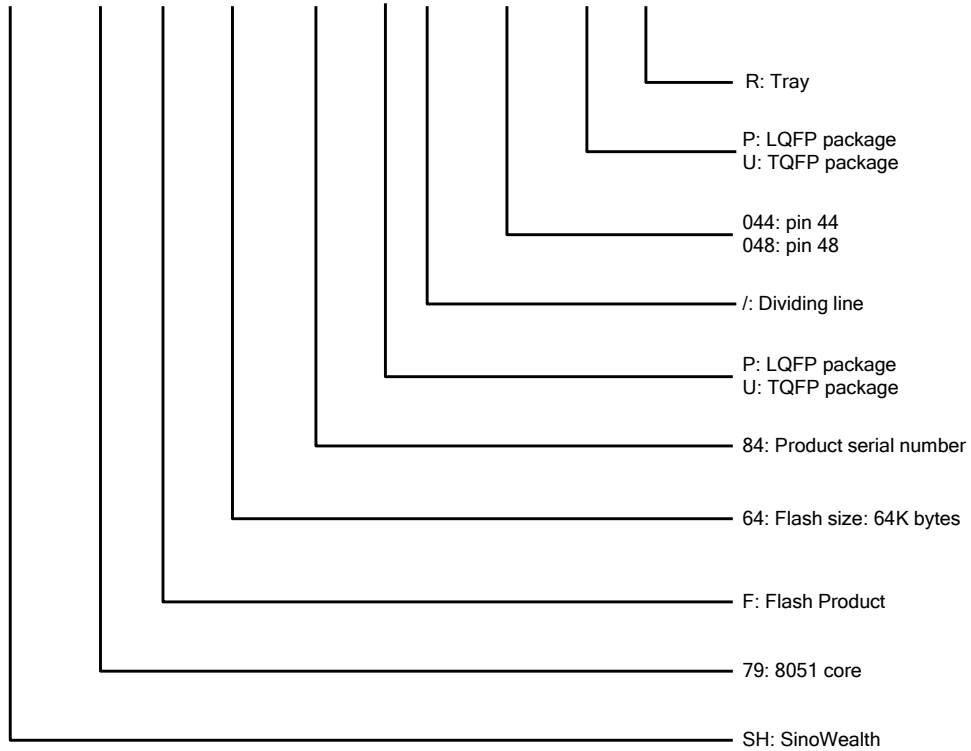 R: Tray
P: LQFP package
U: TQFP package
044: pin 44
048: pin 48
/: Dividing line
P: LQFP package
U: TQFP package
84: Product serial number
64: Flash size: 64K bytes
F: Flash Product
79: 8051 core
SH: SinoWealth